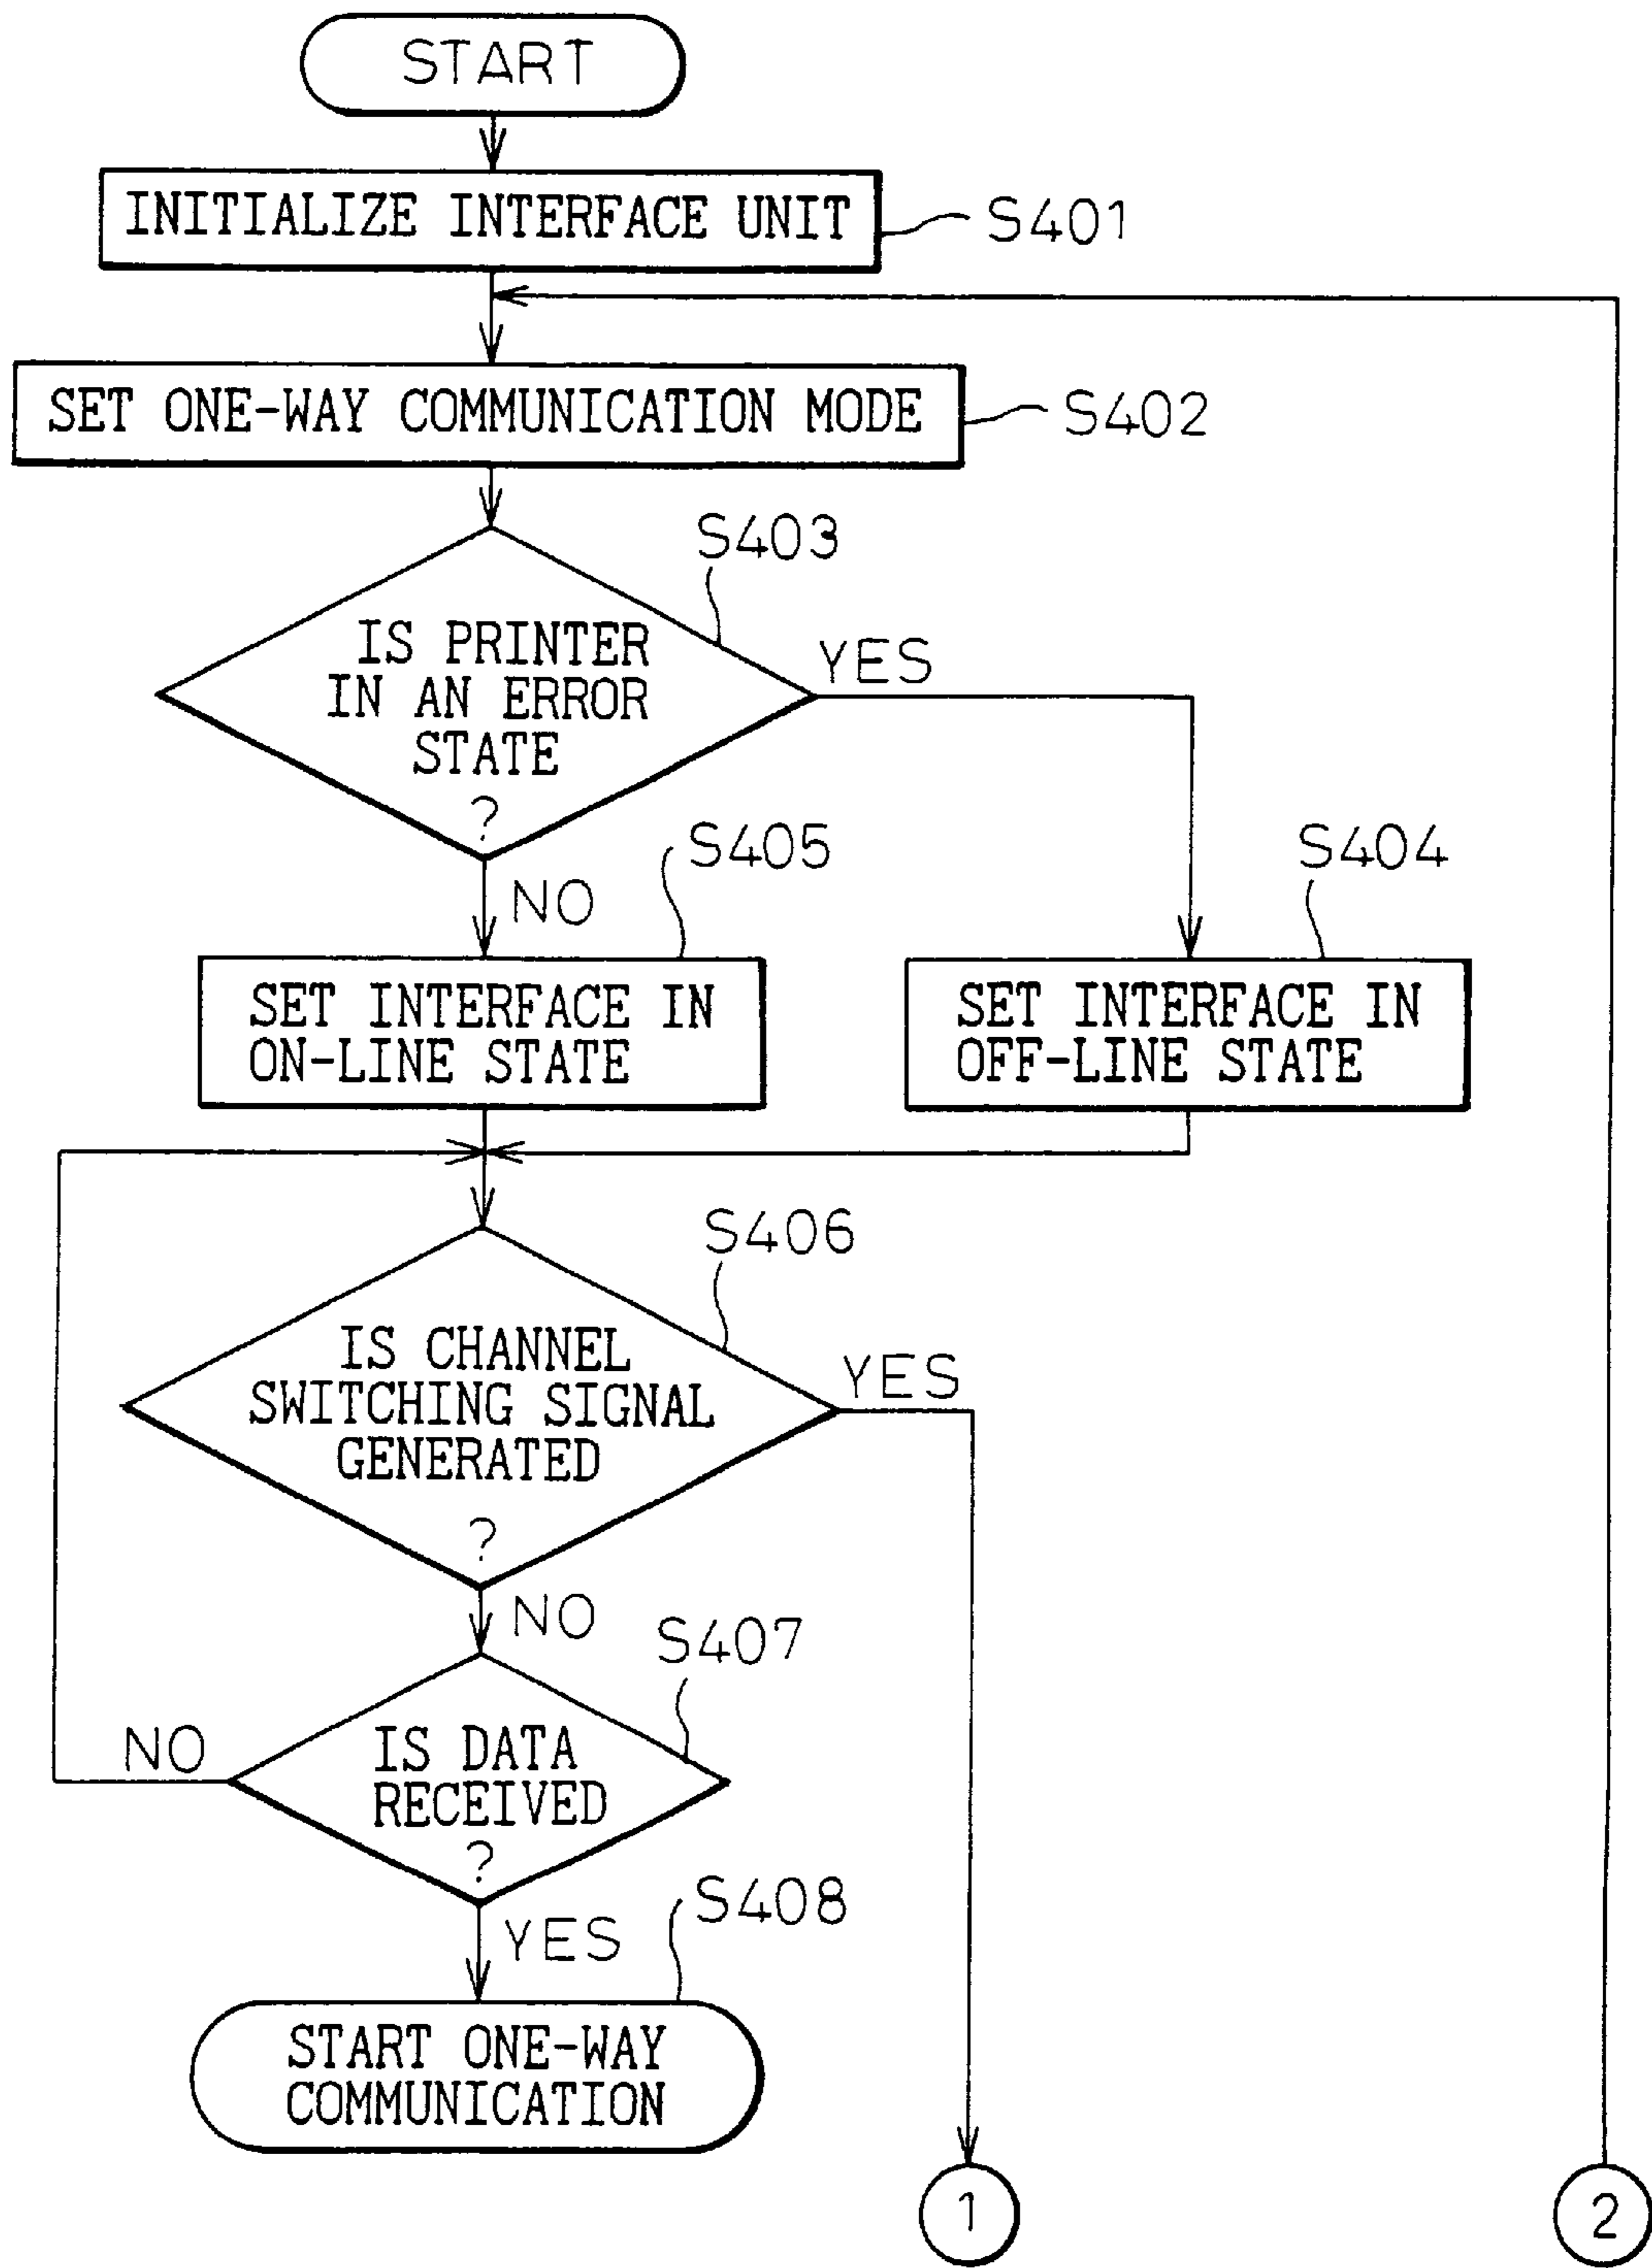 START
INITIALIZE INTERFACE UNIT
S401
SET ONE-WAY COMMUNICATION MODE
S402
S403
IS PRINTER
IN AN ERROR
STATE
?
YES
NO
S405
S404
SET INTERFACE IN
ON-LINE STATE
SET INTERFACE IN
OFF-LINE STATE
S406
IS CHANNEL
SWITCHING SIGNAL
GENERATED
?
YES
NO
S407
IS DATA
RECEIVED
?
NO
YES
S408
START ONE-WAY
COMMUNICATION
1
2